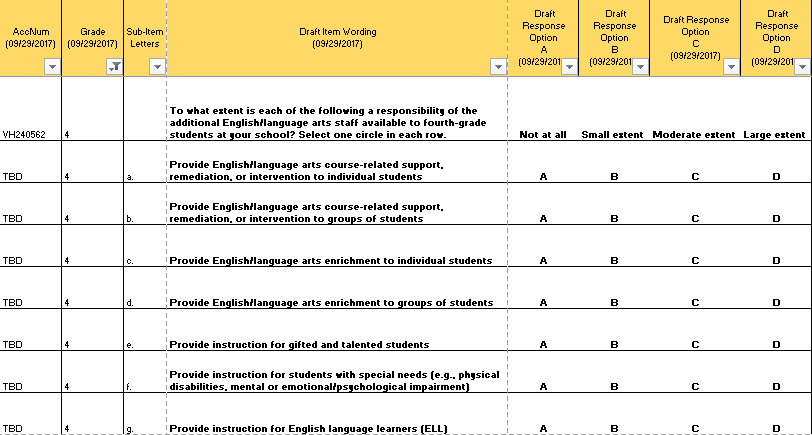 AccNum
(09/29/2017)
Grade
(09/29/2017)
Sub-Item
Letters
Draft Item Wording
(09/29/2017)
Draft
Response
Option
A
(09/29/201
Draft
Response
Option
B
(09/29/201
Draft Response
Option
C
(09/29/2017)
Draft
Response
Option
D
(09/29/201
To what extent is each of the following a responsibility of the
additional English/language arts staff available to fourth-grade
VH240562 4 students at your school? Select one circle in each row. Not at all Small extent Moderate extent Large extent
Provide English/language arts course-related support,
TBD 4 a. remediation, or intervention to individual students A B C D
Provide English/language arts course-related support,
TBD 4 b. remediation, or intervention to groups of students A B C D
TBD 4 c. Provide English/language arts enrichment to individual students A B C D
TBD 4 d. Provide English/language arts enrichment to groups of students A B C D
TBD 4 e. Provide instruction for gifted and talented students A B C D
Provide instruction for students with special needs (e.g., physical
TBD 4 f. disabilities, mental or emotional/psychological impairment) A B C D
TBD 4 g. Provide instruction for English language learners (ELL) A B C D